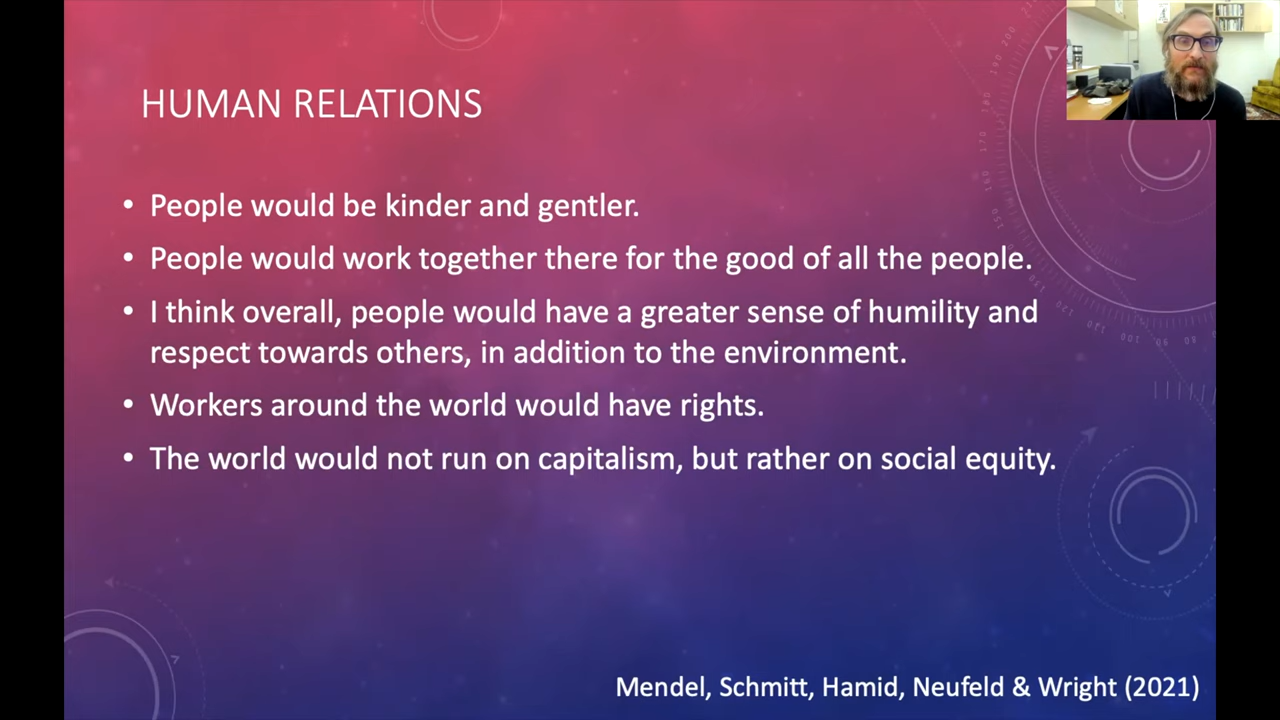 HUMAN RELATIONS
• People would be kinder and gentler.
• People would work together there for the good of all the people.
• I think overall, people would have a greater sense of humility and
respect towards others, in addition to the environment.
• Workers around the world would have rights.
• The world would not run on capitalism, but rather on social equity.
Mendel, Schmitt, Hamid, Neufeld & Wright (2021)